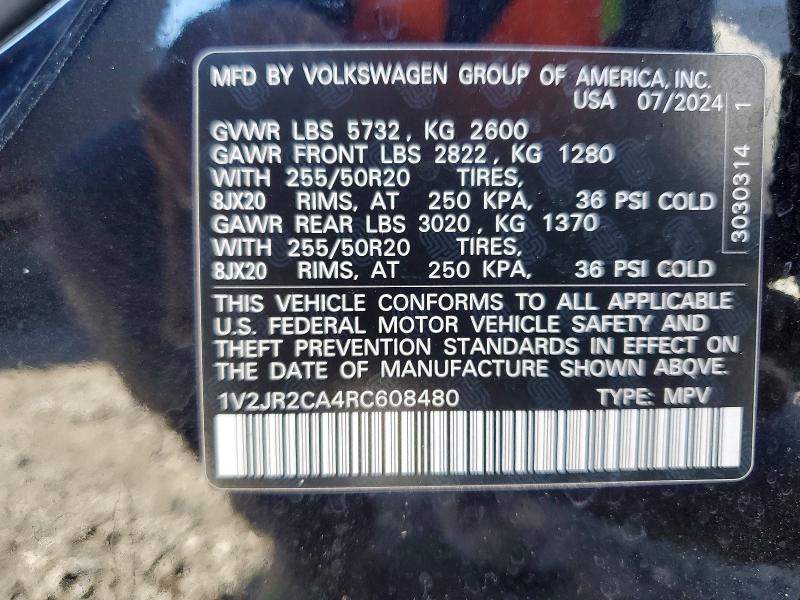 MFD BY VOLKSWAGEN GROUP OF AMERICA, INC.
USA 07/2024
GVWR LBS 5732, KG 2600
GAWR FRONT LBS 2822, KG 1280
WITH 255/50R20 TIRES,
8JX20 RIMS, AT 250 KPA, 36 PSI COLD
GAWR REAR LBS 3020, KG 1370
WITH 255/50R20 TIRES,
8JX20 RIMS, AT 250 KPA, 36 PSI COLD
THIS VEHICLE CONFORMS TO ALL APPLICABLE
U.S. FEDERAL MOTOR VEHICLE SAFETY AND
THEFT PREVENTION STANDARDS IN EFFECT ON
THE DATE OF MANUFACTURE SHOWN ABOVE.
1V2JR2CA4RC608480 TYPE: MPV
3030314 1